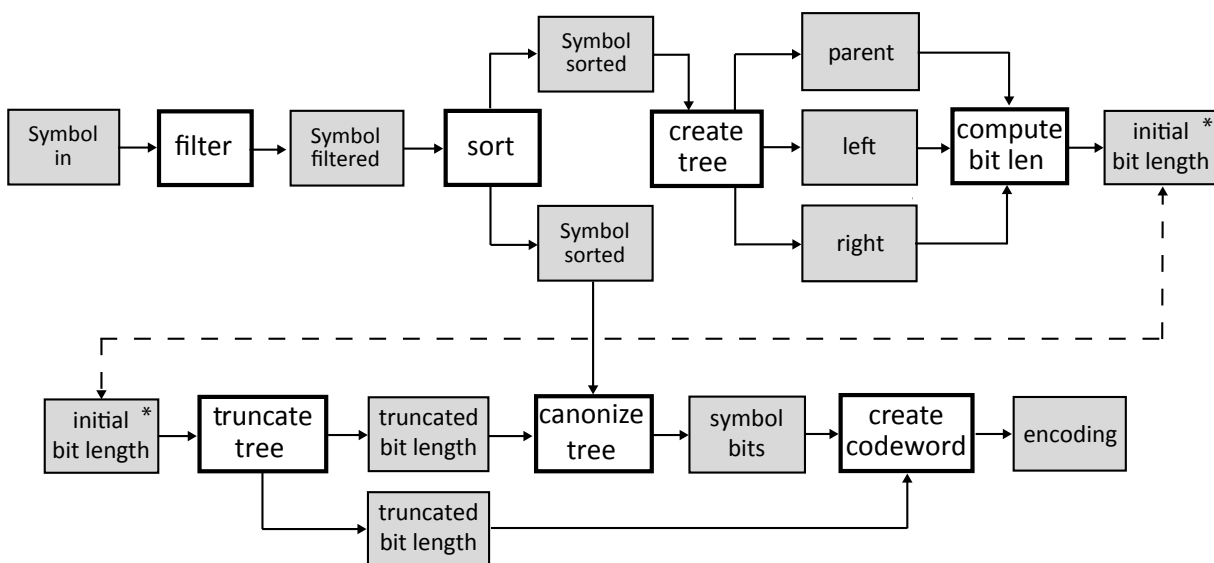 Symbol
sorted
parent
Symbol
in
filter
Symbol
filtered
sort
create
tree
left
compute
bit len
initial *
bit length
Symbol
sorted
right
initial *
bit length
truncate
tree
truncated
bit length
canonize
tree
symbol
bits
create
codeword
encoding
truncated
bit length